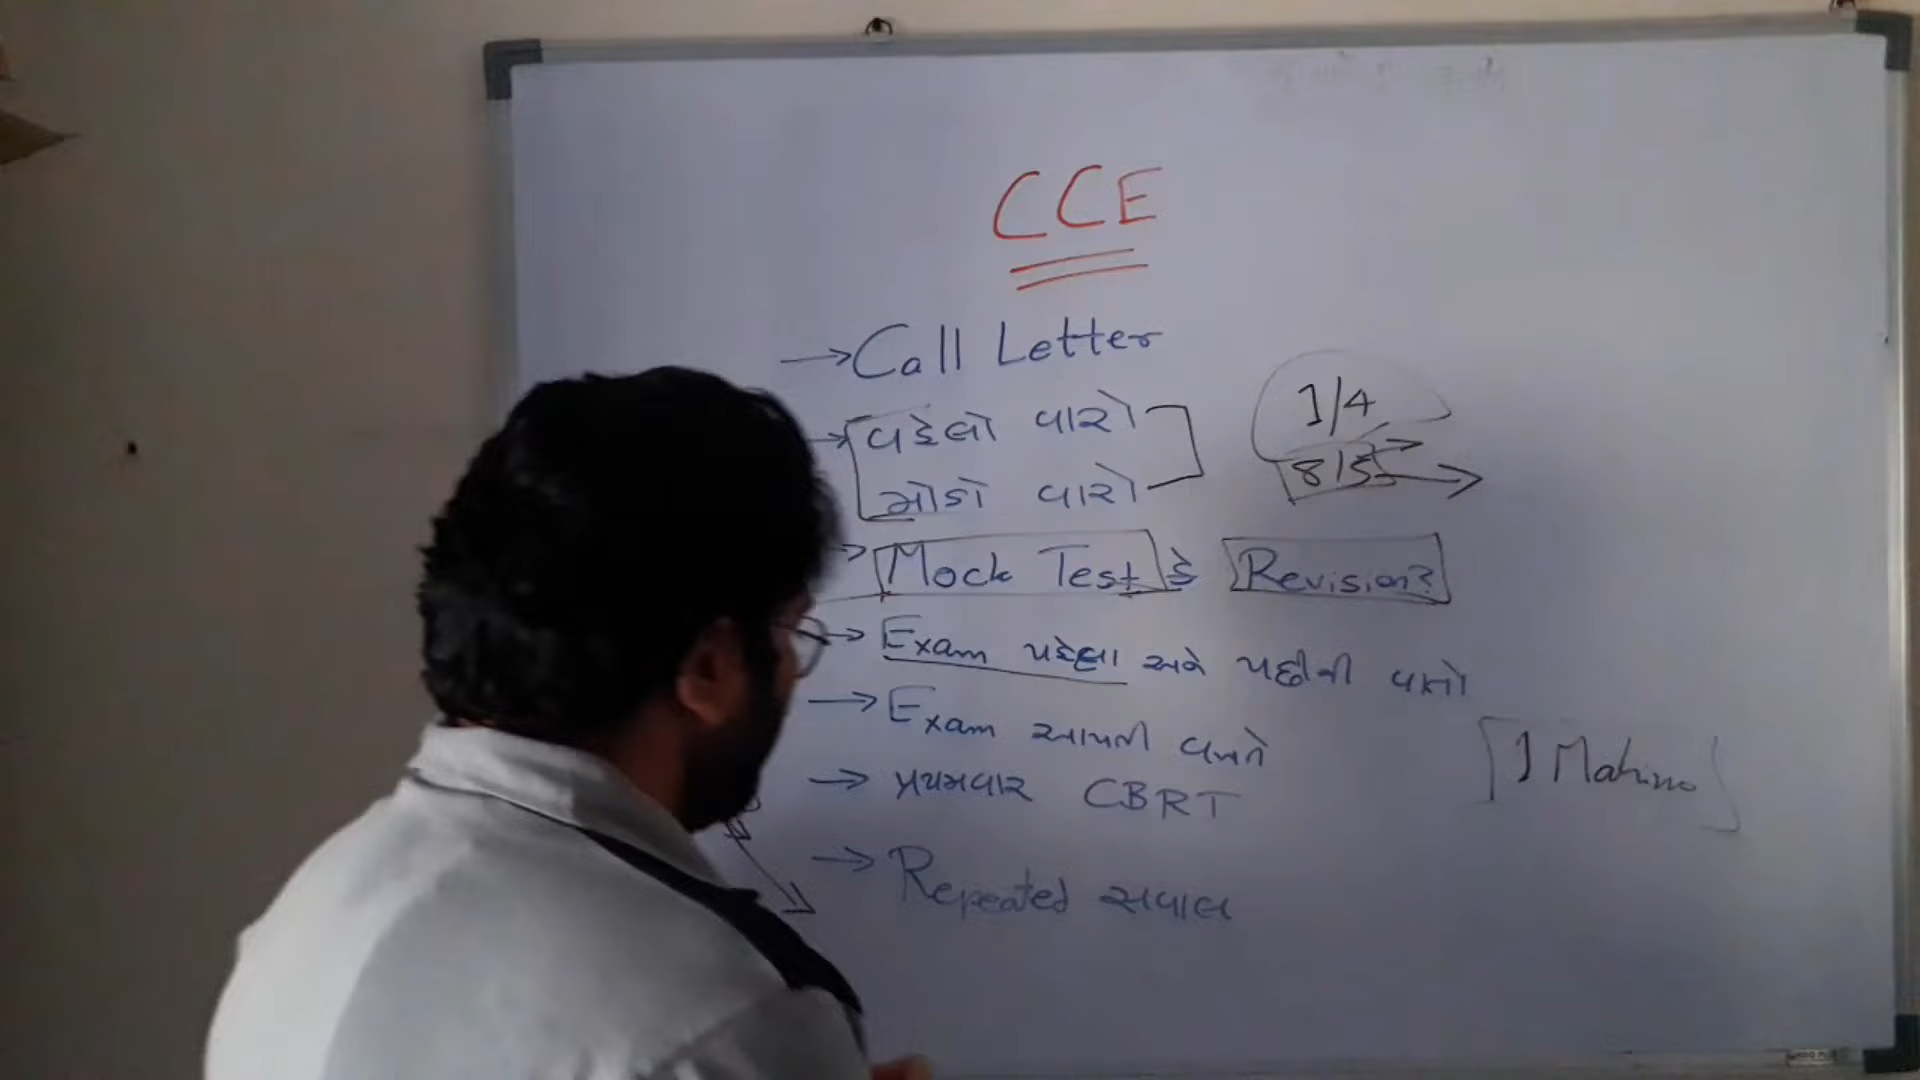 CCE
→ Call Letter
→ પહેલો વારો
મોડો વારો
1/4
8/5
→ Mock Test કે Revision?
→ Exam પહેલા અને પછીની વાતો
→ Exam આપતી વખતે
1 Mahino
→ પ્રથમવાર CBRT
→ Repeated સવાલ